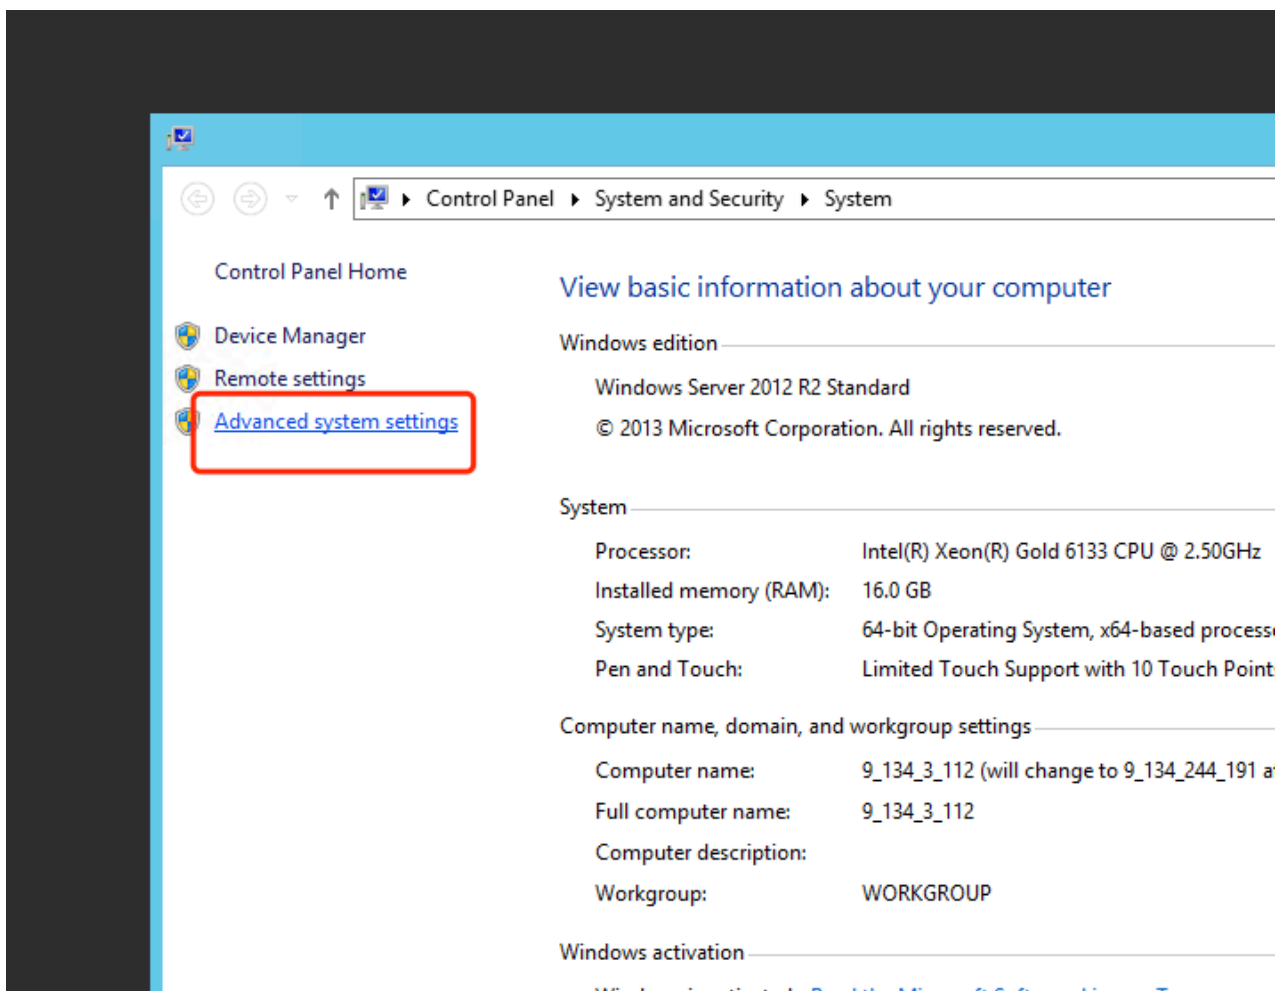 Control Panel System and Security System
Control Panel Home
Device Manager
Remote settings
Advanced system settings
View basic information about your computer
Windows edition
Windows Server 2012 R2 Standard
© 2013 Microsoft Corporation. All rights reserved.
System
Processor: Intel(R) Xeon(R) Gold 6133 CPU @ 2.50GHz
Installed memory (RAM): 16.0 GB
System type: 64-bit Operating System, x64-based
Pen and Touch: Limited Touch Support with 10 Touch
Computer name, domain, and workgroup settings
Computer name: 9_134_3_112 (will change to 9_134_244_191
Full computer name: 9_134_3_112
Computer description:
Workgroup: WORKGROUP
Windows activation